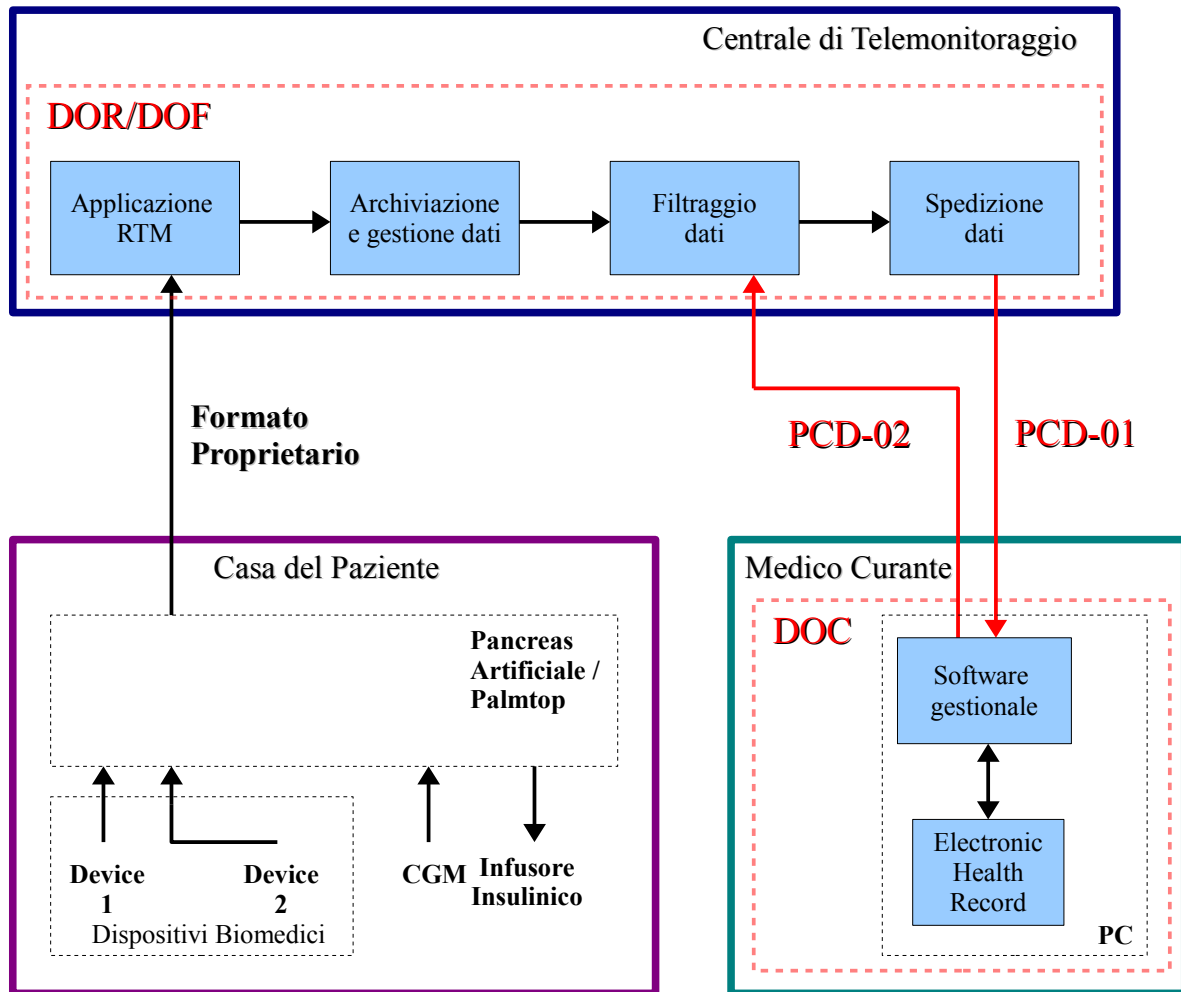 Centrale di Telemonitoraggio
DOR/DOF
Applicazione
RTM
Archiviazione
e gestione dati
Filtraggio
dati
Spedizione
dati
Formato
Proprietario
PCD-02
PCD-01
Casa del Paziente
Pancreas
Artificiale /
Palmtop
Device
1
Device
2
Dispositivi Biomedici
CGM
Infusore
Insulinico
Medico Curante
DOC
Software
gestionale
Electronic
Health
Record
PC